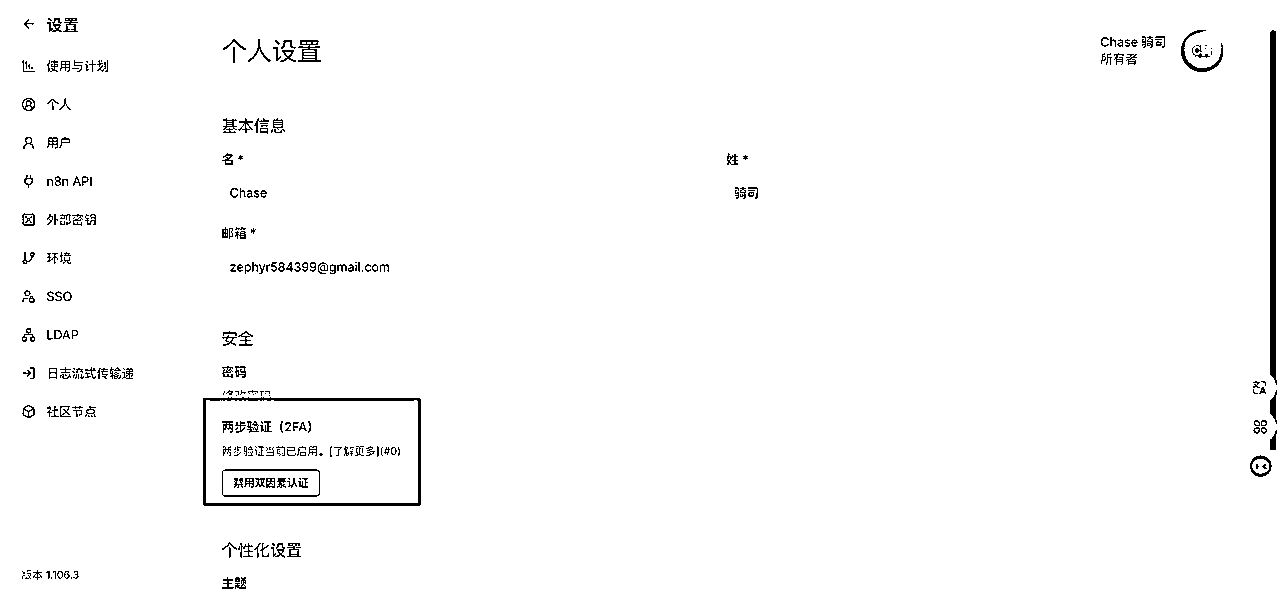 设置
使用与计划
个人
用户
n8n API
外部密钥
环境
SSO
LDAP
日志流式传输递
社区节点
版本 1.106.3
个人设置
Chase 骑司
所有者
基本信息
名 *
姓 *
Chase
骑司
邮箱 *
zephyr584399@gmail.com
安全
密码
修改密码
两步验证（2FA）
两步验证当前已启用。[了解更多](#0)
禁用双因素认证
个性化设置
主题